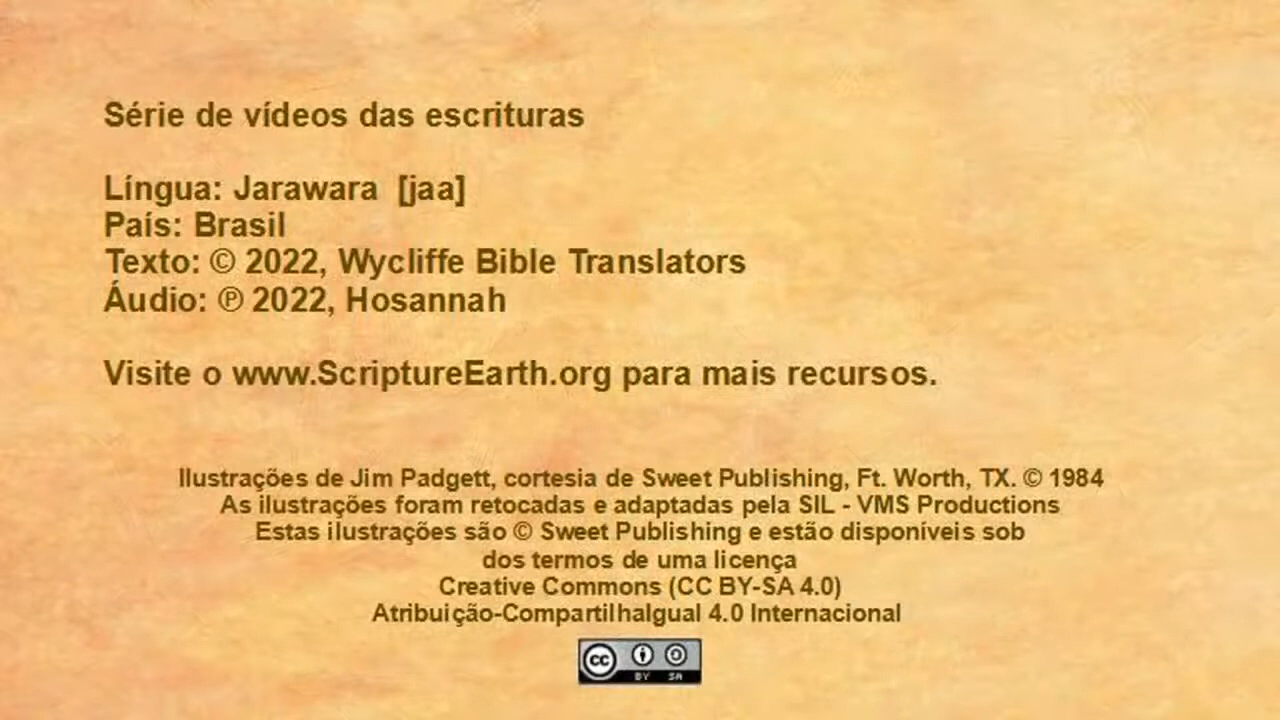 Série de vídeos das escrituras
Língua: Jarawara [jaa]
País: Brasil
Texto: © 2022, Wycliffe Bible Translators
Áudio: ℗ 2022, Hosannah
Visite o www.ScriptureEarth.org para mais recursos.
Ilustrações de Jim Padgett, cortesia de Sweet Publishing, Ft. Worth, TX. © 1984
As ilustrações foram retocadas e adaptadas pela SIL - VMS Productions
Estas ilustrações são © Sweet Publishing e estão disponíveis sob
dos termos de uma licença
Creative Commons (CC BY-SA 4.0)
Atribuição-CompartilhaIgual 4.0 Internacional
cc BY SA